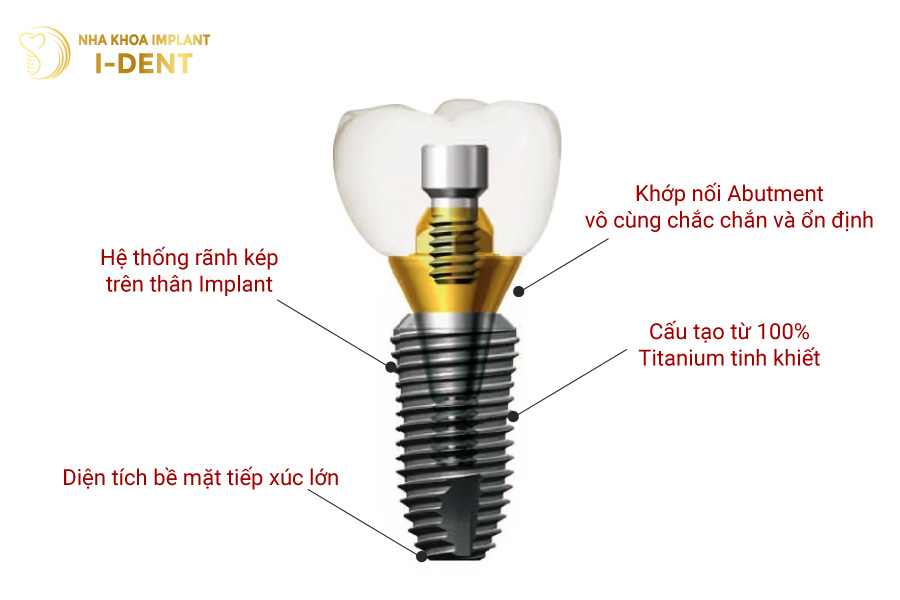 NHA KHOA IMPLANT
I-DENT
Khớp nối Abutment
vô cùng chắc chắn và ổn định
Hệ thống rãnh kép
trên thân Implant
Cấu tạo từ 100%
Titanium tinh khiết
Diện tích bề mặt tiếp xúc lớn